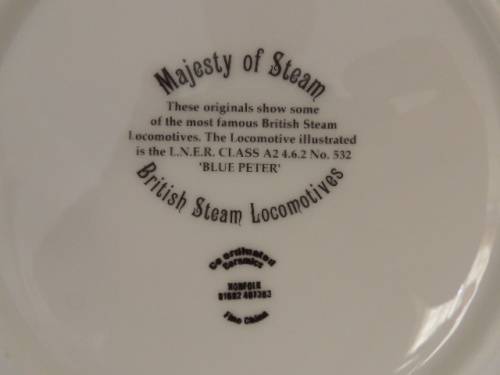 Majesty of Steam
These originals show some
of the most famous British Steam
Locomotives. The Locomotive illustrated
is the L.N.E.R. CLASS A2 4.6.2 No. 532
'BLUE PETER'
British Steam Locomotives
Co ordinated
Ceramics
NORFOLK
Fine China